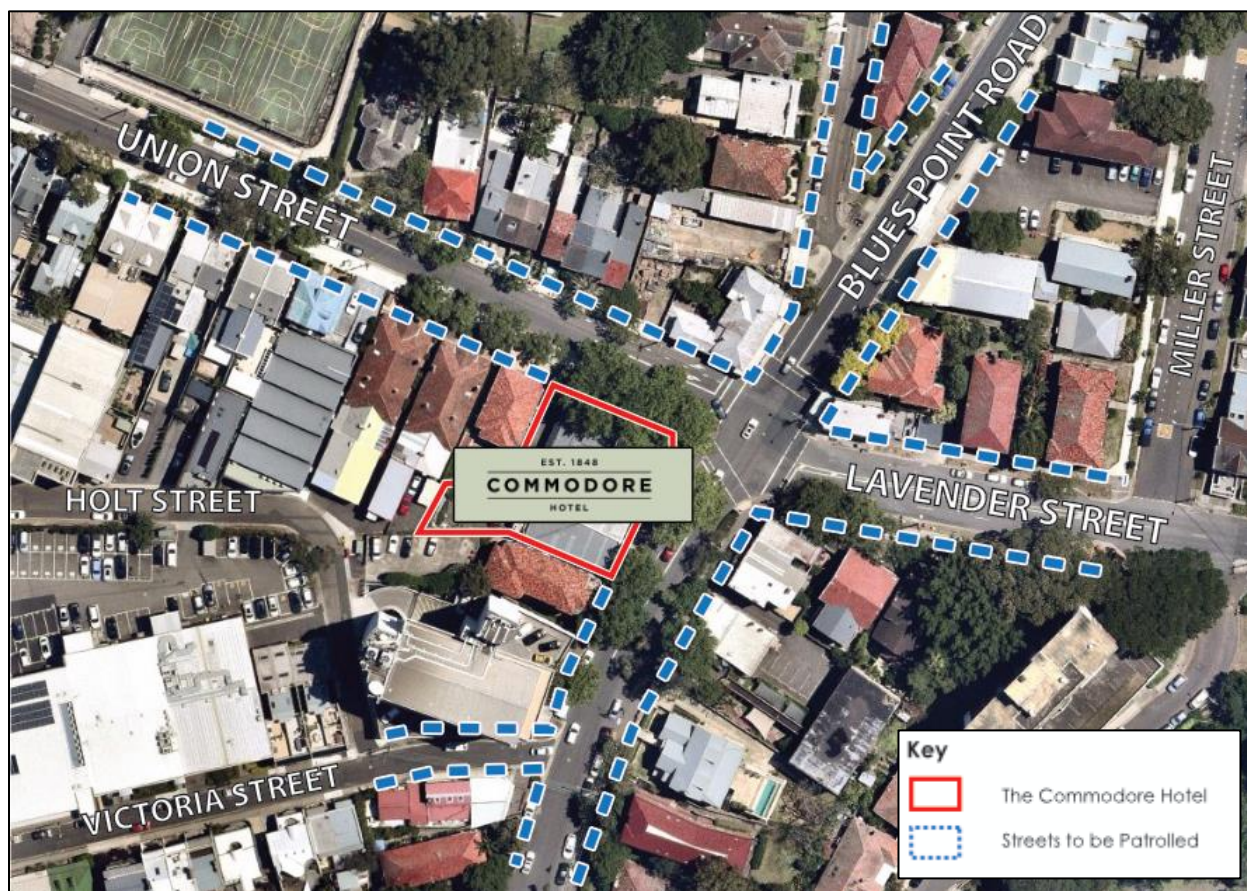 UNION STREET
BLUES POINT ROAD
MILLER STREET
EST. 1848
COMMODORE
HOTEL
HOLT STREET
LAVENDER STREET
VICTORIA STREET
Key
The Commodore Hotel
Streets to be Patrolled